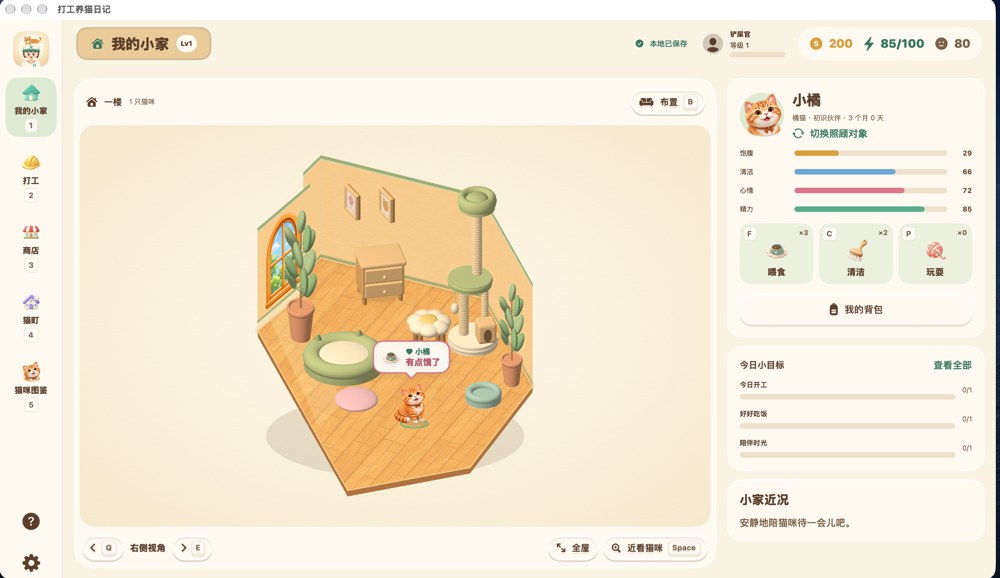 打工养猫日记
我的小家 Lv1
本地已保存
铲屎官
等级 1
200
85/100
80
我的小家
1
打工
2
商店
3
猫町
4
猫咪图鉴
5
一楼 1 只猫咪
布置 B
小橘
有点饿了
Q 右侧视角 E
全屋
近看猫咪 Space
小橘
橘猫 · 初识伙伴 · 3 个月 0 天
切换照顾对象
饱腹 29
清洁 66
心情 72
精力 85
F ×3
喂食
C ×2
清洁
P ×0
玩耍
我的背包
今日小目标 查看全部
今日开工 0/1
好好吃饭 0/1
陪伴时光 0/1
小家近况
安静地陪猫咪待一会儿吧。